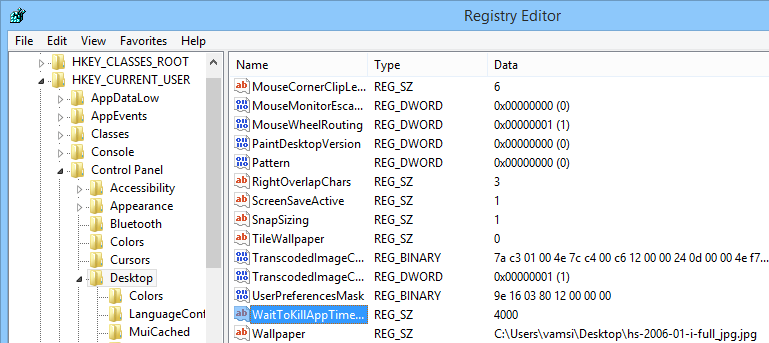 Registry Editor
File Edit View Favorites Help
HKEY_CLASSES_ROOT
HKEY_CURRENT_USER
AppDataLow
AppEvents
Classes
Console
Control Panel
Accessibility
Appearance
Bluetooth
Colors
Cursors
Desktop
Colors
LanguageConf
MuiCached
Name Type Data
MouseCornerClipLe... REG_SZ 6
MouseMonitorEsca... REG_DWORD 0x00000000 (0)
MouseWheelRouting REG_DWORD 0x00000001 (1)
PaintDesktopVersion REG_DWORD 0x00000000 (0)
Pattern REG_DWORD 0x00000000 (0)
RightOverlapChars REG_SZ 3
ScreenSaveActive REG_SZ 1
SnapSizing REG_SZ 1
TileWallpaper REG_SZ 0
TranscodedImageC... REG_BINARY 7a c3 01 00 4e 7c c4 00 c6 12 00 00 24 0d 00 00 4e f7...
TranscodedImageC... REG_DWORD 0x00000001 (1)
UserPreferencesMask REG_BINARY 9e 16 03 80 12 00 00 00
WaitToKillAppTime... REG_SZ 4000
Wallpaper REG_SZ C:\Users\vamsi\Desktop\hs-2006-01-i-full_jpg.jpg